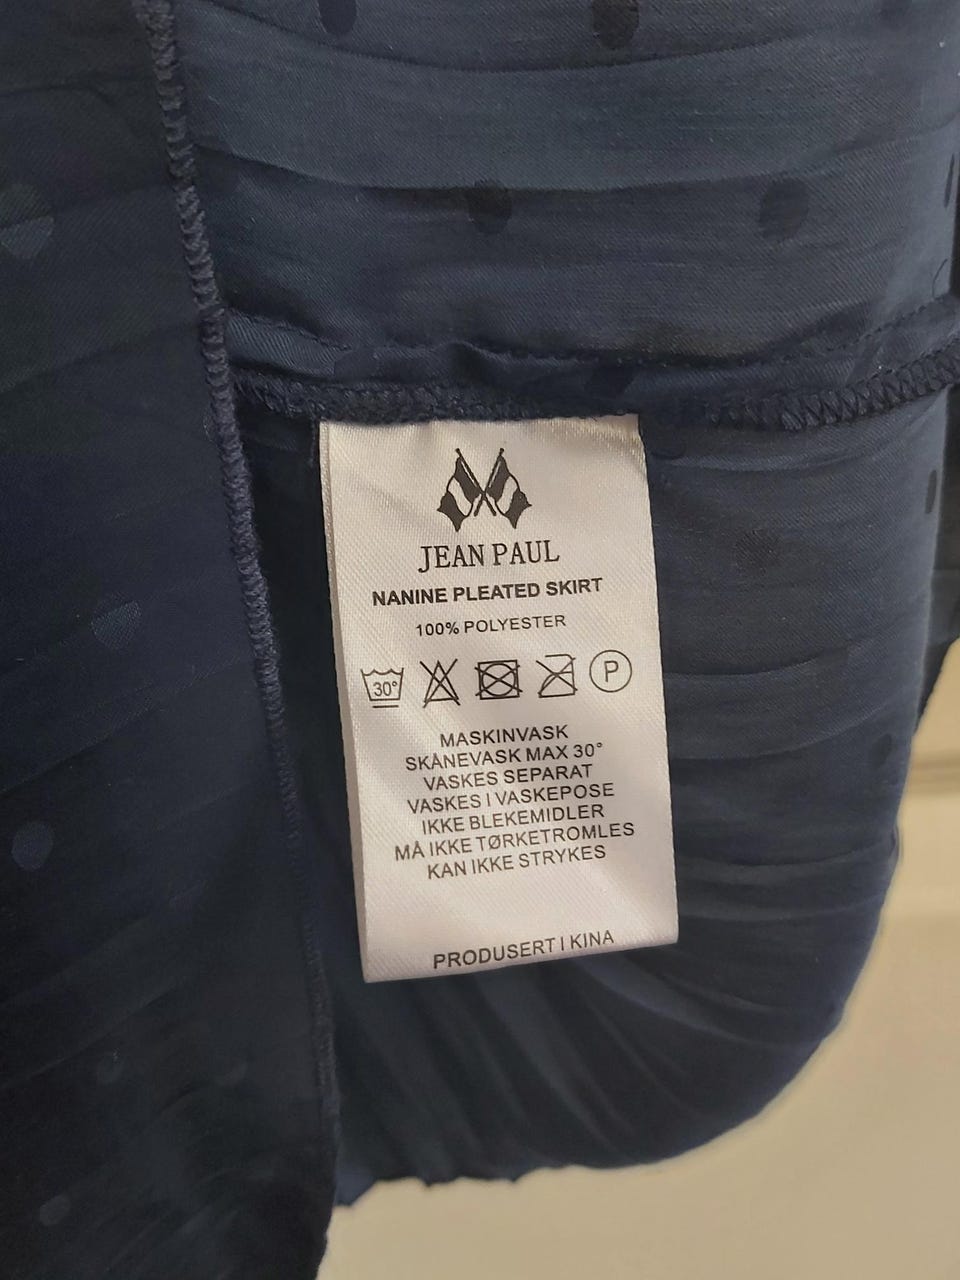 JEAN PAUL
NANINE PLEATED SKIRT
100% POLYESTER
30° P
MASKINVASK
SKÅNEVASK MAX 30°
VASKES SEPARAT
VASKES I VASKEPOSE
IKKE BLEKEMIDLER
MÅ IKKE TØRKETROMLES
KAN IKKE STRYKES
PRODUSERT I KINA